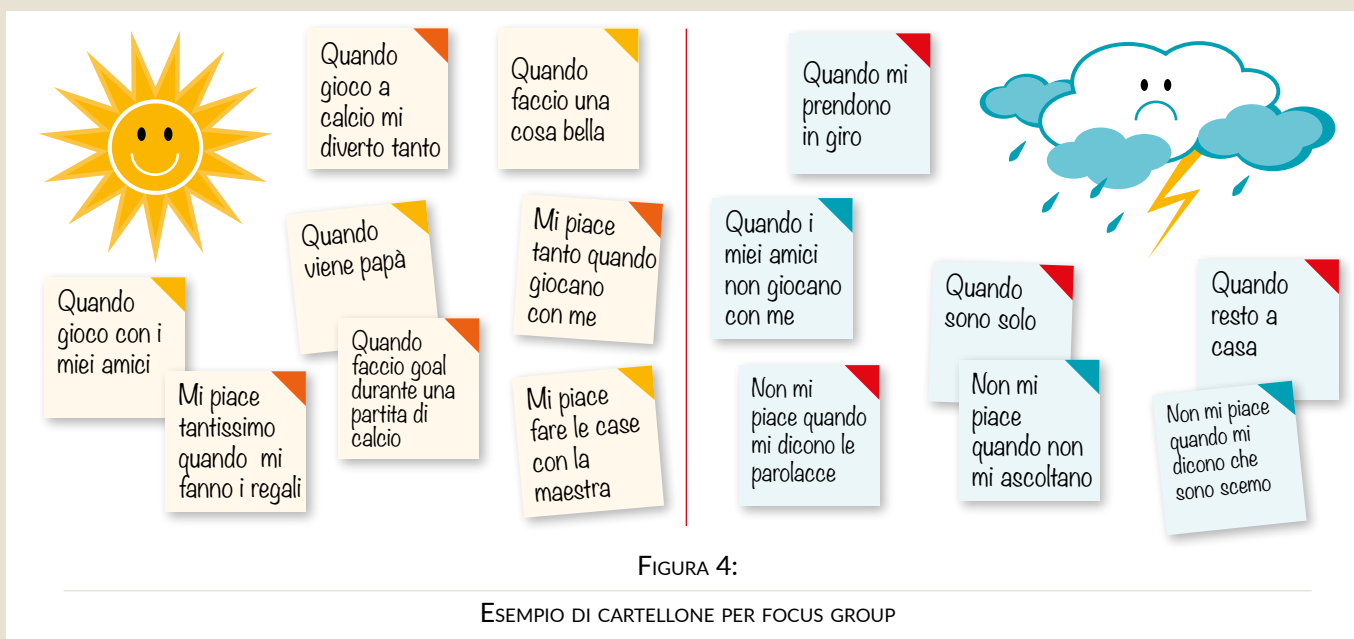 Quando
gioco a
calcio mi
diverto tanto
Quando
faccio una
cosa bella
Quando
viene papà
Mi piace
tanto quando
giocano
con me
Quando
gioco con i
miei amici
Mi piace
tantissimo
quando mi
fanno i regali
Quando
faccio goal
durante una
partita di
calcio
Mi piace
fare le case
con la
maestra
Quando mi
prendono
in giro
Quando i
miei amici
non giocano
con me
Quando
sono solo
Quando
resto a
casa
Non mi
piace quando
mi dicono le
parolacce
Non mi
piace
quando non
mi ascoltano
Non mi piace
quando mi
dicono che
sono scemo
Figura 4:
Esempio di cartellone per focus group